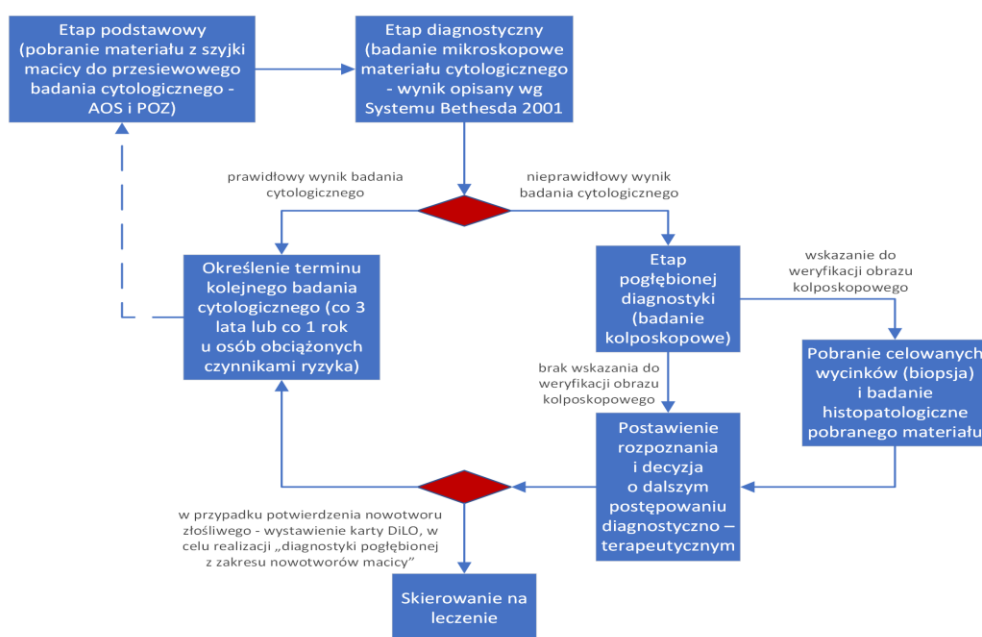 Etap podstawowy
(pobranie materiału z szyjki
macicy do przesiewowego
badania cytologicznego -
AOS i POZ)
Etap diagnostyczny
(badanie mikroskopowe
materiału cytologicznego
- wynik opisany wg
Systemu Bethesda 2001
prawidłowy wynik badania
cytologicznego
nieprawidłowy wynik
badania cytologicznego
Określenie terminu
kolejnego badania
cytologicznego (co 3
lata lub co 1 rok
u osób obciążonych
czynnikami ryzyka)
Etap
pogłębionej
diagnostyki
(badanie
kolposkopowe)
wskazanie do
weryfikacji obrazu
kolposkopowego
brak wskazania do
weryfikacji obrazu
kolposkopowego
Pobranie celowanych
wycinków (biopsja)
i badanie
histopatologiczne
pobranego materiału
Postawienie
rozpoznania
i decyzja
o dalszym
postępowaniu
diagnostyczno –
terapeutycznym
w przypadku potwierdzenia nowotworu
złośliwego - wystawienie karty DiLO, w
celu realizacji „diagnostyki pogłębionej
z zakresu nowotworów macicy”
Skierowanie na
leczenie